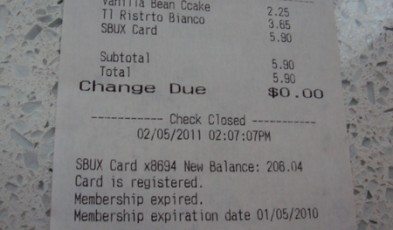 Vanilla Bean Ccake 2.25
Tl Ristrto Bianco 3.65
SBUX Card 5.90
Subtotal 5.90
Total 5.90
Change Due $0.00
------------ Check Closed ------------
02/05/2011 02:07:07PM
SBUX Card x8694 New Balance: 206.04
Card is registered.
Membership expired.
Membership expiration date 01/05/2010